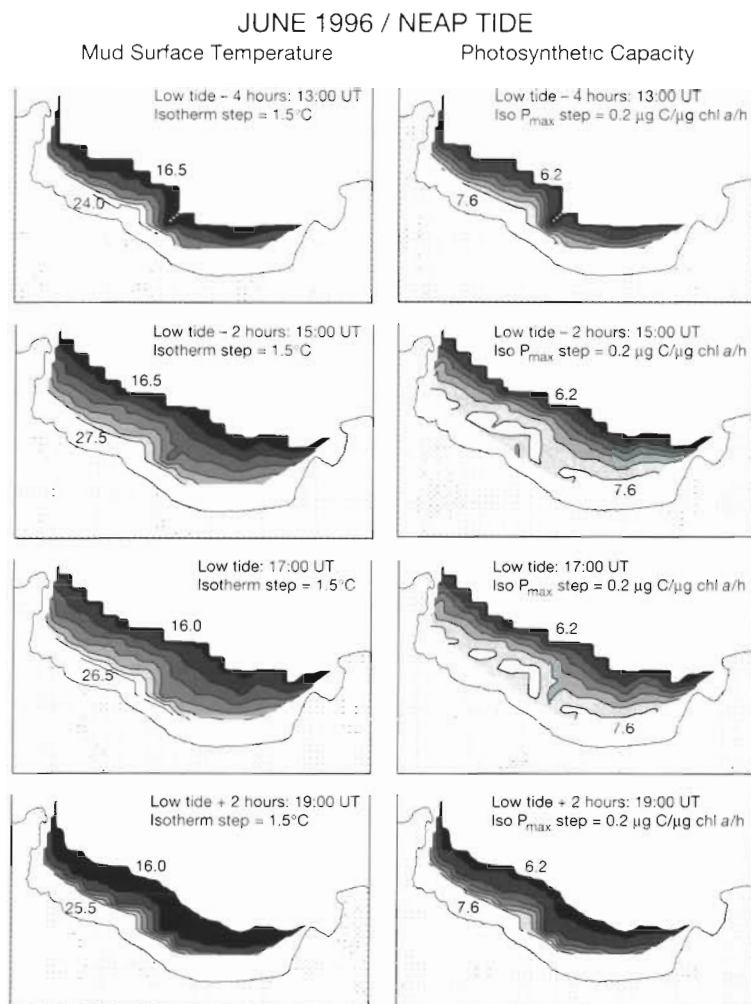 JUNE 1996 / NEAP TIDE
Mud Surface Temperature
Photosynthetic Capacity
Low tide – 4 hours: 13:00 UT
Isotherm step = 1.5°C
16.5
24.0
Low tide – 4 hours: 13:00 UT
Iso Pmax step = 0.2 µg C/µg chl a/h
6.2
7.6
Low tide – 2 hours: 15:00 UT
Isotherm step = 1.5°C
16.5
27.5
Low tide – 2 hours: 15:00 UT
Iso Pmax step = 0.2 µg C/µg chl a/h
6.2
7.6
Low tide: 17:00 UT
Isotherm step = 1.5°C
16.0
26.5
Low tide: 17:00 UT
Iso Pmax step = 0.2 µg C/µg chl a/h
6.2
7.6
Low tide + 2 hours: 19:00 UT
Isotherm step = 1.5°C
16.0
25.5
Low tide + 2 hours: 19:00 UT
Iso Pmax step = 0.2 µg C/µg chl a/h
6.2
7.6